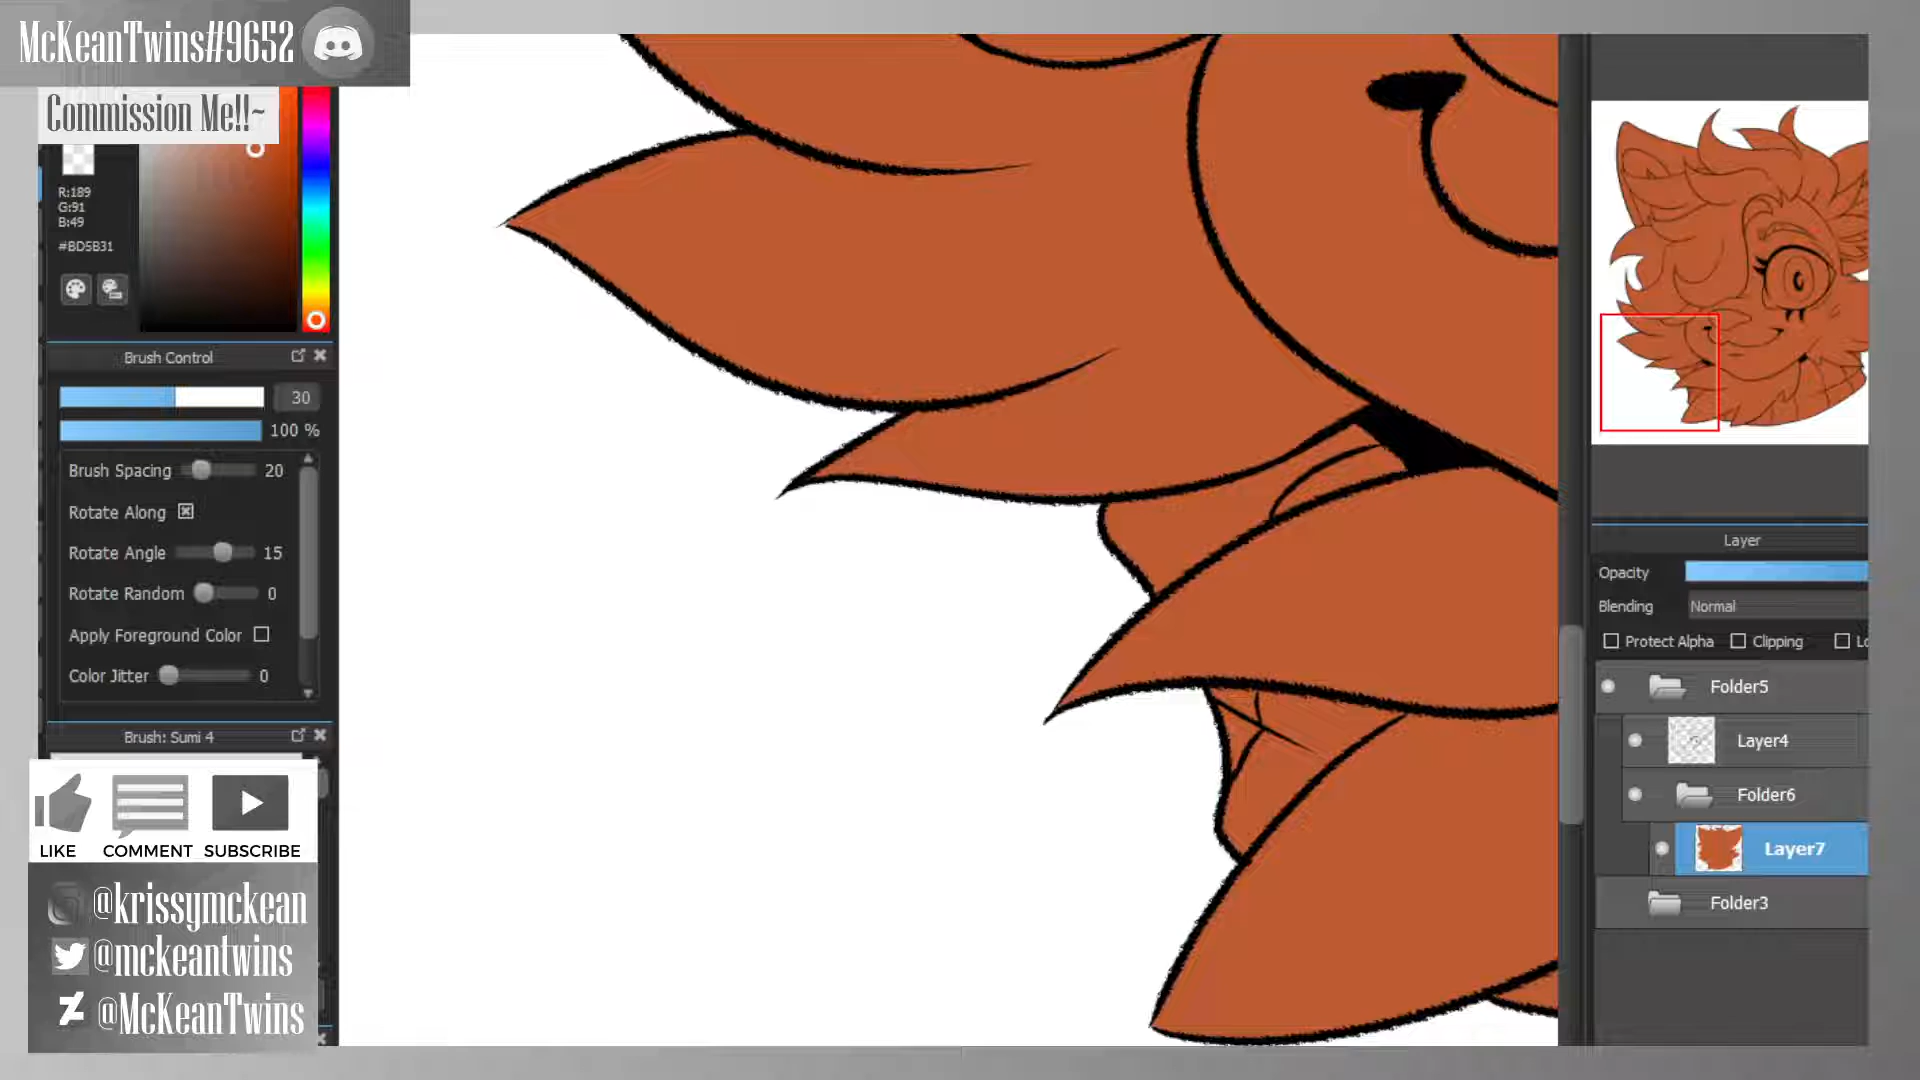 McKeanTwins#9652
Commission Me!!~
R:189
G:91
B:49
#BD5B31
Brush Control
30
100 %
Brush Spacing 20
Rotate Along
Rotate Angle 15
Rotate Random 0
Apply Foreground Color
Color Jitter 0
Brush: Sumi 4
LIKE COMMENT SUBSCRIBE
@krissymckean
@mckeantwins
@McKeanTwins
Layer
Opacity
Blending Normal
Protect Alpha Clipping Lo
Folder5
Layer4
Folder6
Layer7
Folder3